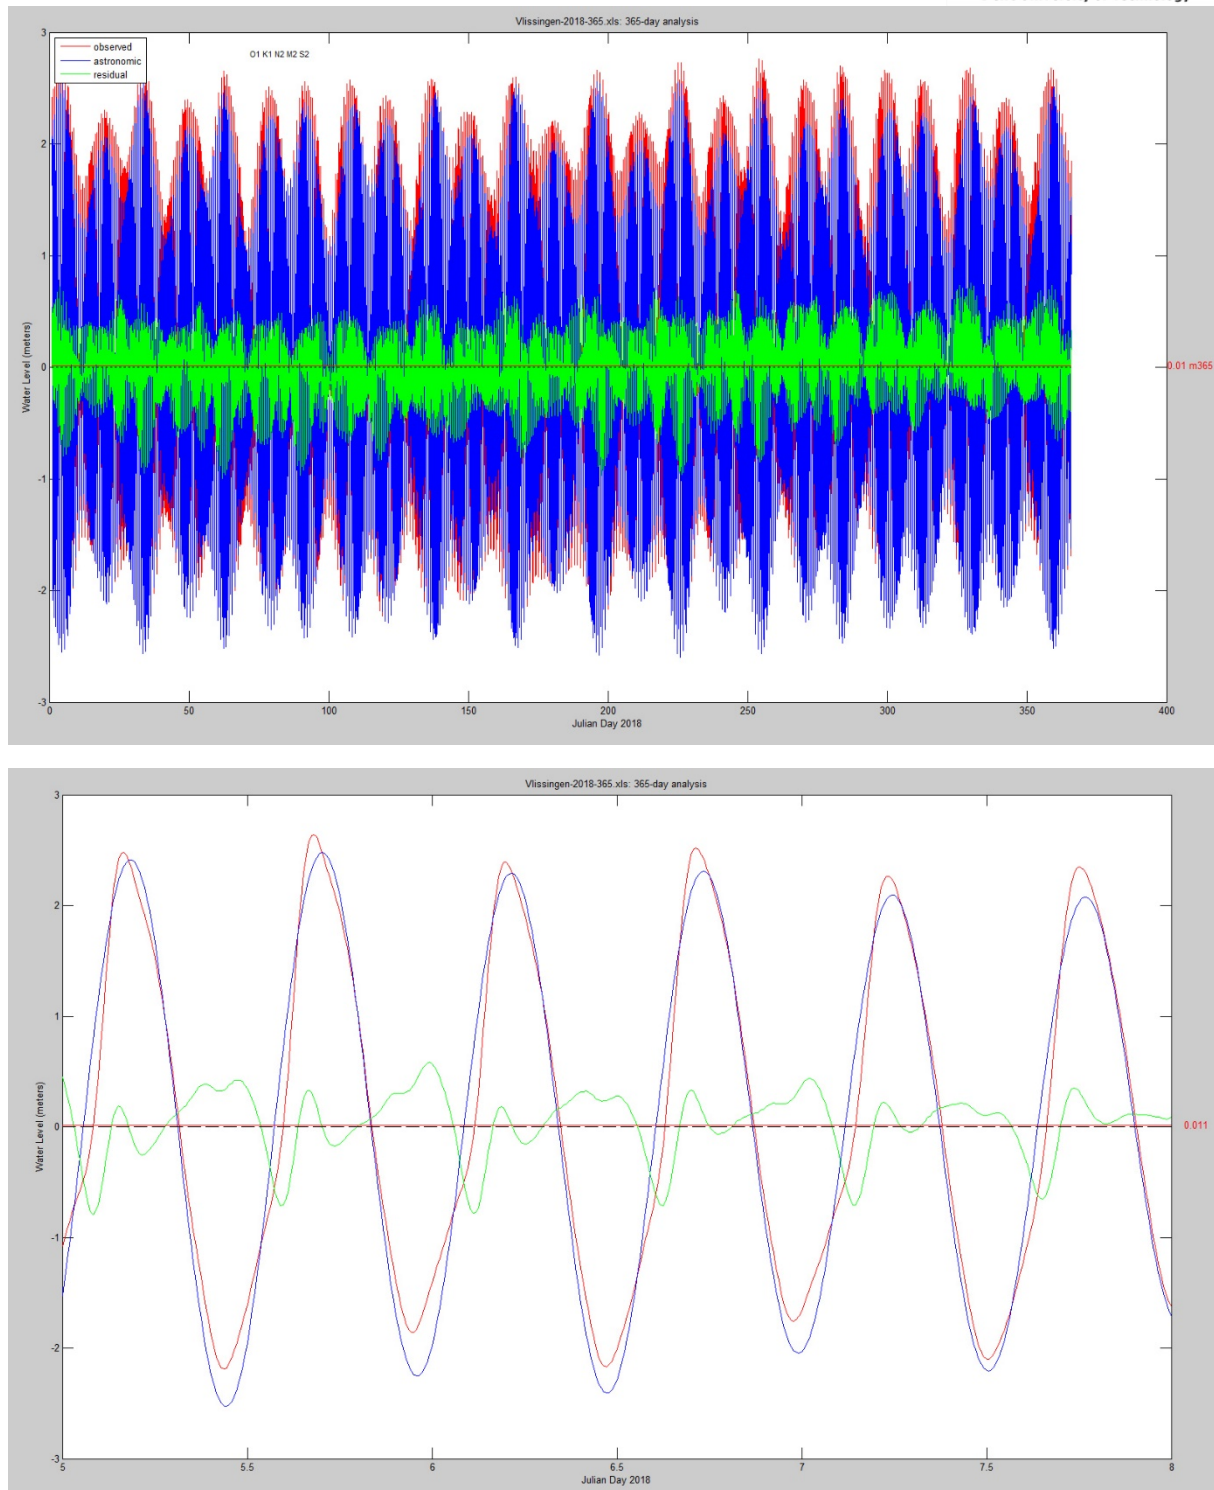 Vlissingen-2018-365.xls: 365-day analysis
observed
astronomic
residual
O1 K1 N2 M2 S2
3
2
1
0
-1
-2
-3
Water Level (meters)
0.01 m365
0 50 100 150 200 250 300 350 400
Julian Day 2018
Vlissingen-2018-365.xls: 365-day analysis
3
2
1
0
-1
-2
-3
Water Level (meters)
0.011
5 5.5 6 6.5 7 7.5 8
Julian Day 2018